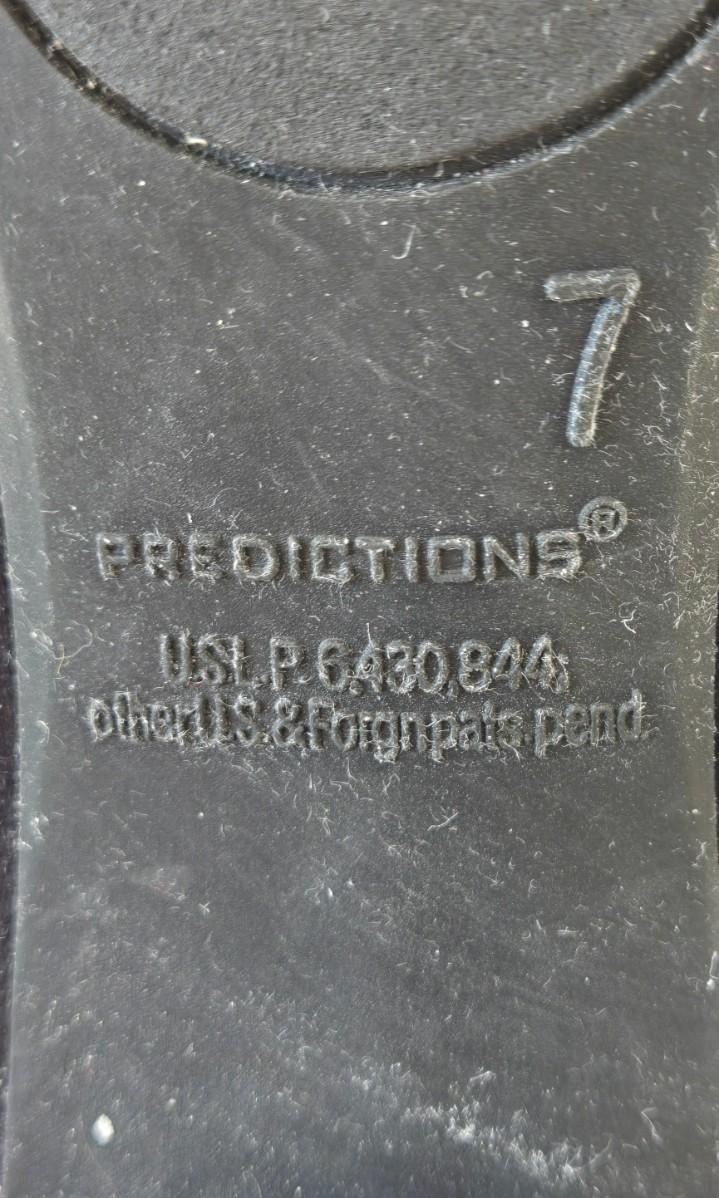 7
PREDICTIONS®
U.S.L.P. 6,430,844;
other U.S. & Forgn pats. pend.